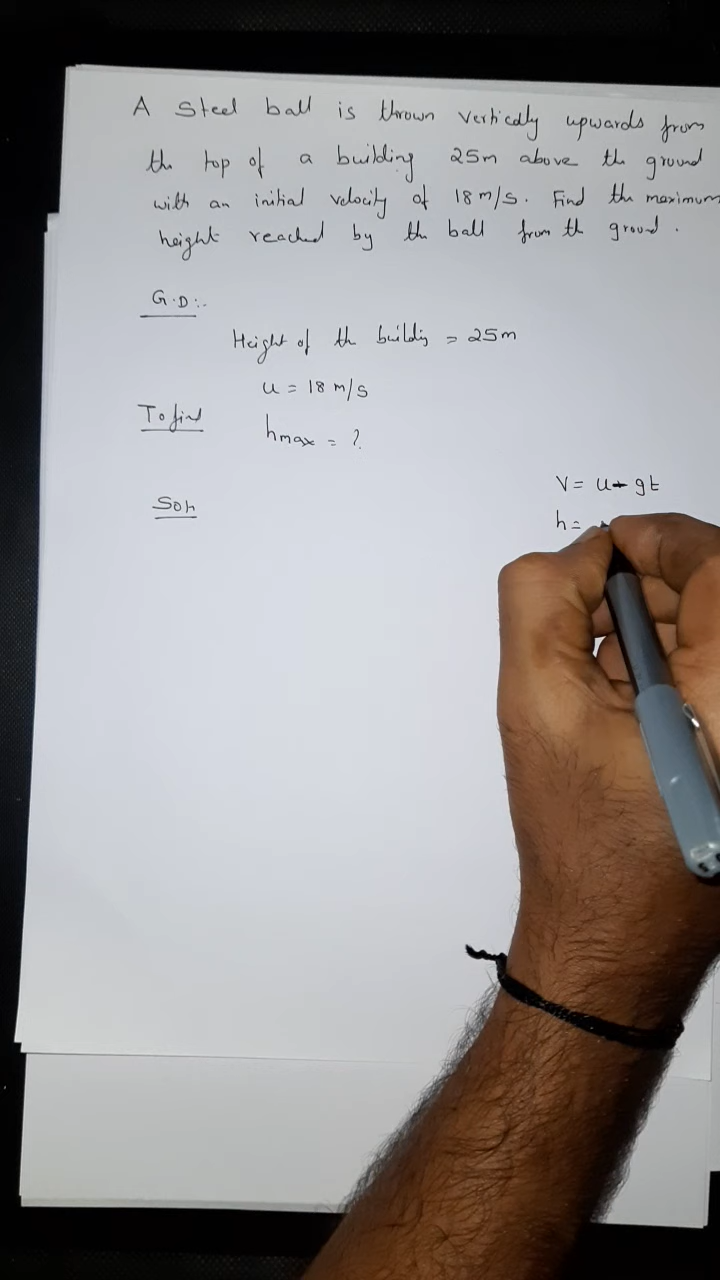 A Steel ball is thrown vertically upwards from
the top of a building 25m above the ground
with an initial velocity of 18 m/s. Find the maximum
height reached by the ball from the ground.
G.D:-
Height of the building = 25m
u = 18 m/s
To find
hmax = ?
Soln
V = u - gt
h =